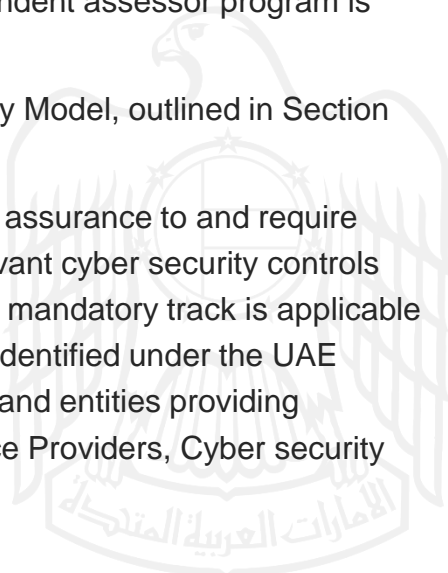 ndent assessor program is
y Model, outlined in Section
assurance to and require
vant cyber security controls
mandatory track is applicable
dentified under the UAE
and entities providing
ce Providers, Cyber security
الإمارات العربية المتحدة